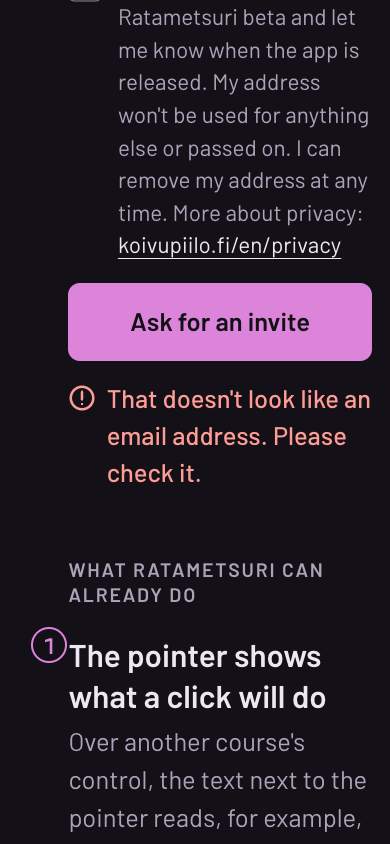 Ratametsuri beta and let
me know when the app is
released. My address
won't be used for anything
else or passed on. I can
remove my address at any
time. More about privacy:
koivupiilo.fi/en/privacy
Ask for an invite
That doesn't look like an
email address. Please
check it.
WHAT RATAMETSURI CAN
ALREADY DO
1
The pointer shows
what a click will do
Over another course's
control, the text next to the
pointer reads, for example,